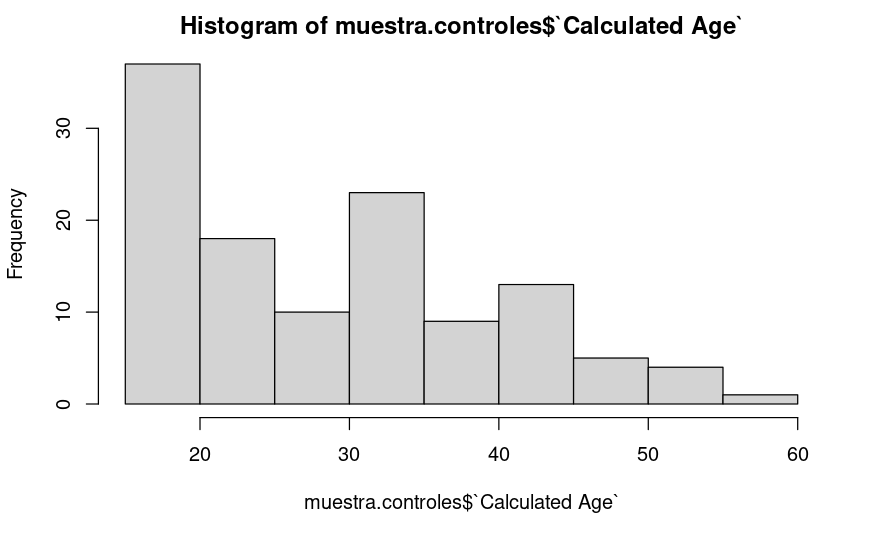 Histogram of muestra.controles$`Calculated Age`
Frequency
30
20
10
0
20 30 40 50 60
muestra.controles$`Calculated Age`